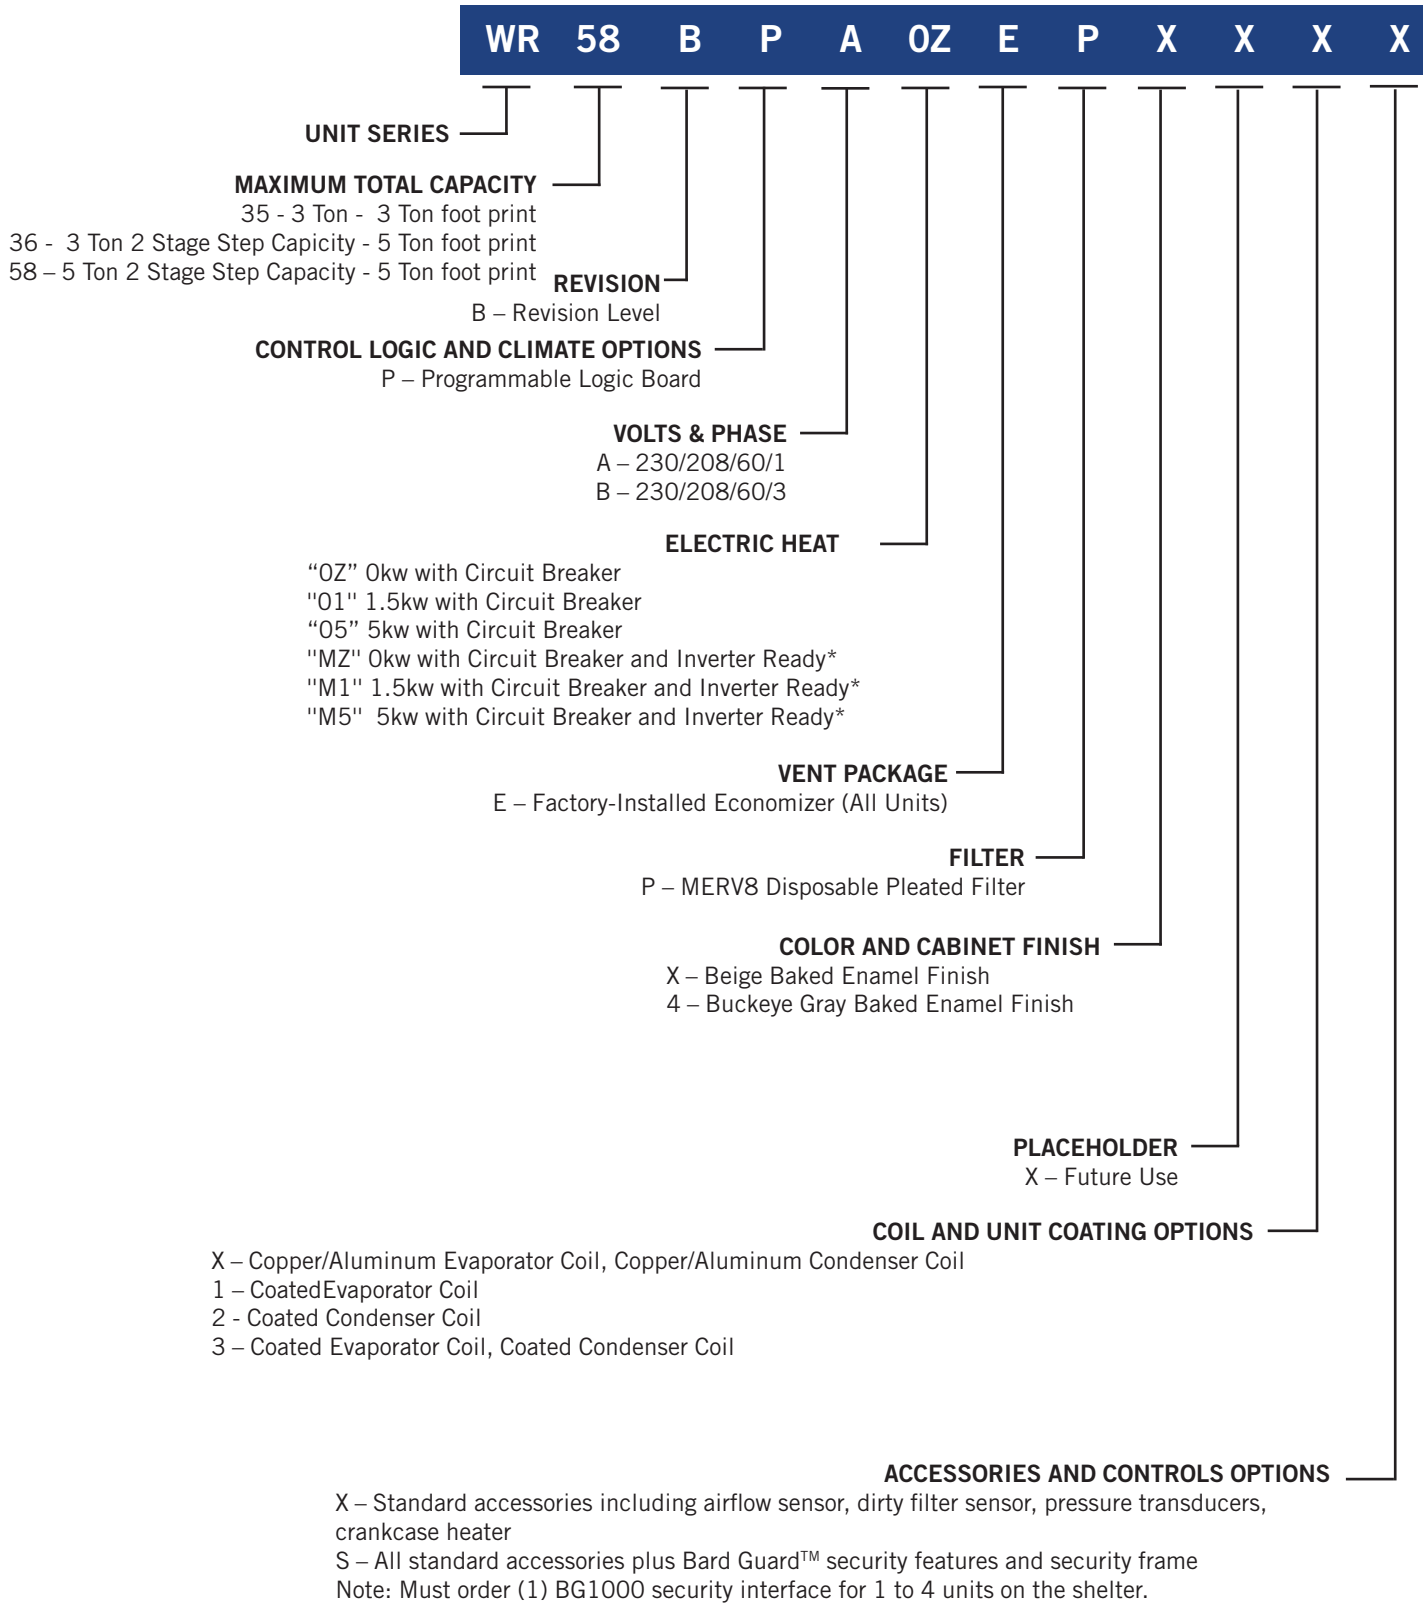 WR 58 B P A 0Z E P X X X X
UNIT SERIES
MAXIMUM TOTAL CAPACITY
35 - 3 Ton - 3 Ton foot print
36 - 3 Ton 2 Stage Step Capicity - 5 Ton foot print
58 – 5 Ton 2 Stage Step Capacity - 5 Ton foot print
REVISION
B – Revision Level
CONTROL LOGIC AND CLIMATE OPTIONS
P – Programmable Logic Board
VOLTS & PHASE
A – 230/208/60/1
B – 230/208/60/3
ELECTRIC HEAT
“0Z” 0kw with Circuit Breaker
"01" 1.5kw with Circuit Breaker
“05” 5kw with Circuit Breaker
"MZ" 0kw with Circuit Breaker and Inverter Ready*
"M1" 1.5kw with Circuit Breaker and Inverter Ready*
"M5" 5kw with Circuit Breaker and Inverter Ready*
VENT PACKAGE
E – Factory-Installed Economizer (All Units)
FILTER
P – MERV8 Disposable Pleated Filter
COLOR AND CABINET FINISH
X – Beige Baked Enamel Finish
4 – Buckeye Gray Baked Enamel Finish
PLACEHOLDER
X – Future Use
COIL AND UNIT COATING OPTIONS
X – Copper/Aluminum Evaporator Coil, Copper/Aluminum Condenser Coil
1 – CoatedEvaporator Coil
2 - Coated Condenser Coil
3 – Coated Evaporator Coil, Coated Condenser Coil
ACCESSORIES AND CONTROLS OPTIONS
X – Standard accessories including airflow sensor, dirty filter sensor, pressure transducers,
crankcase heater
S – All standard accessories plus Bard Guard™ security features and security frame
Note: Must order (1) BG1000 security interface for 1 to 4 units on the shelter.